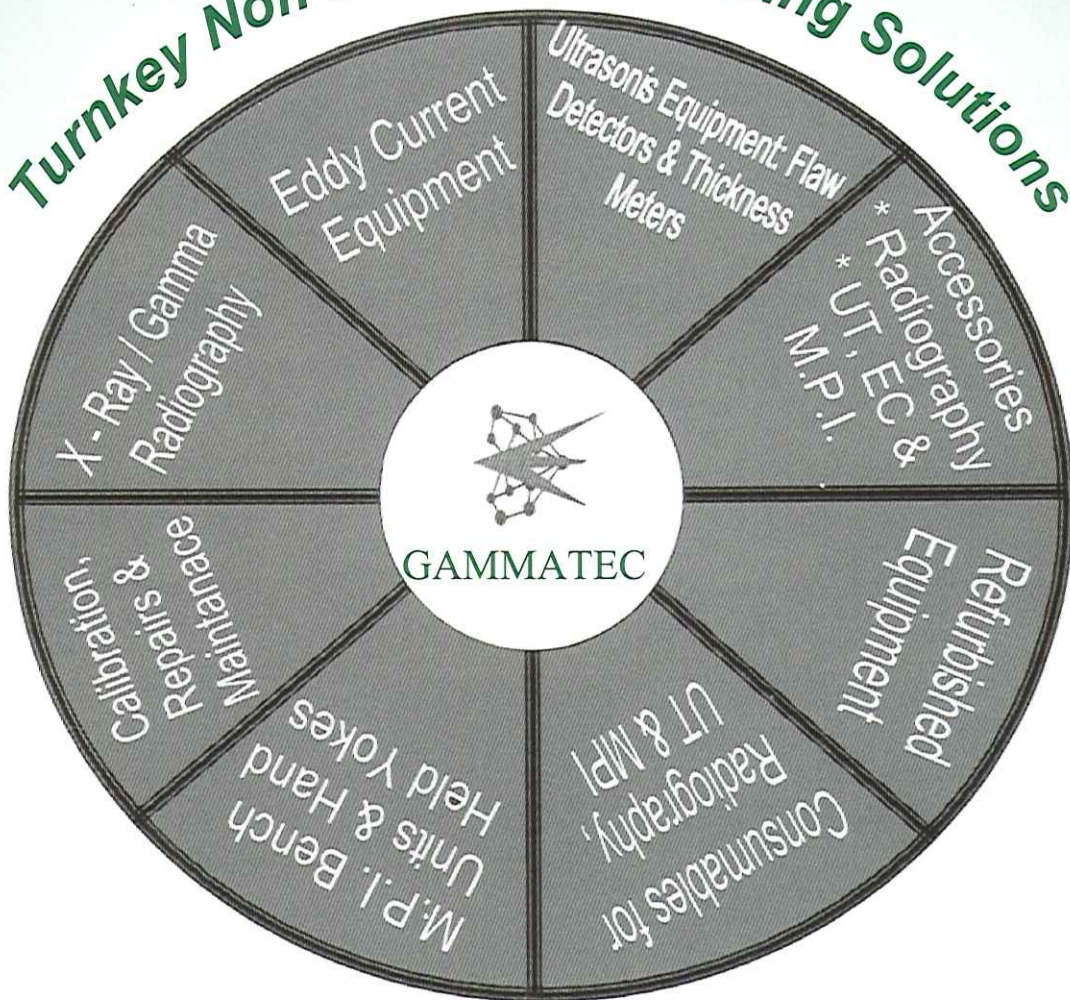 Turnkey Non ing Solutions
Ultrasonis Equipment: Flaw
Detectors & Thickness
Meters
Accessories
* Radiography
* UT, EC &
M.P.I.
Refurbished
Equipment
Consumables for
Radiography,
UT & MPI
M.P.I. Bench
Units & Hand
Held Yokes
Calibration,
Repairs &
Maintanace
X - Ray / Gamma
Radiography
Eddy Current
Equipment
GAMMATEC